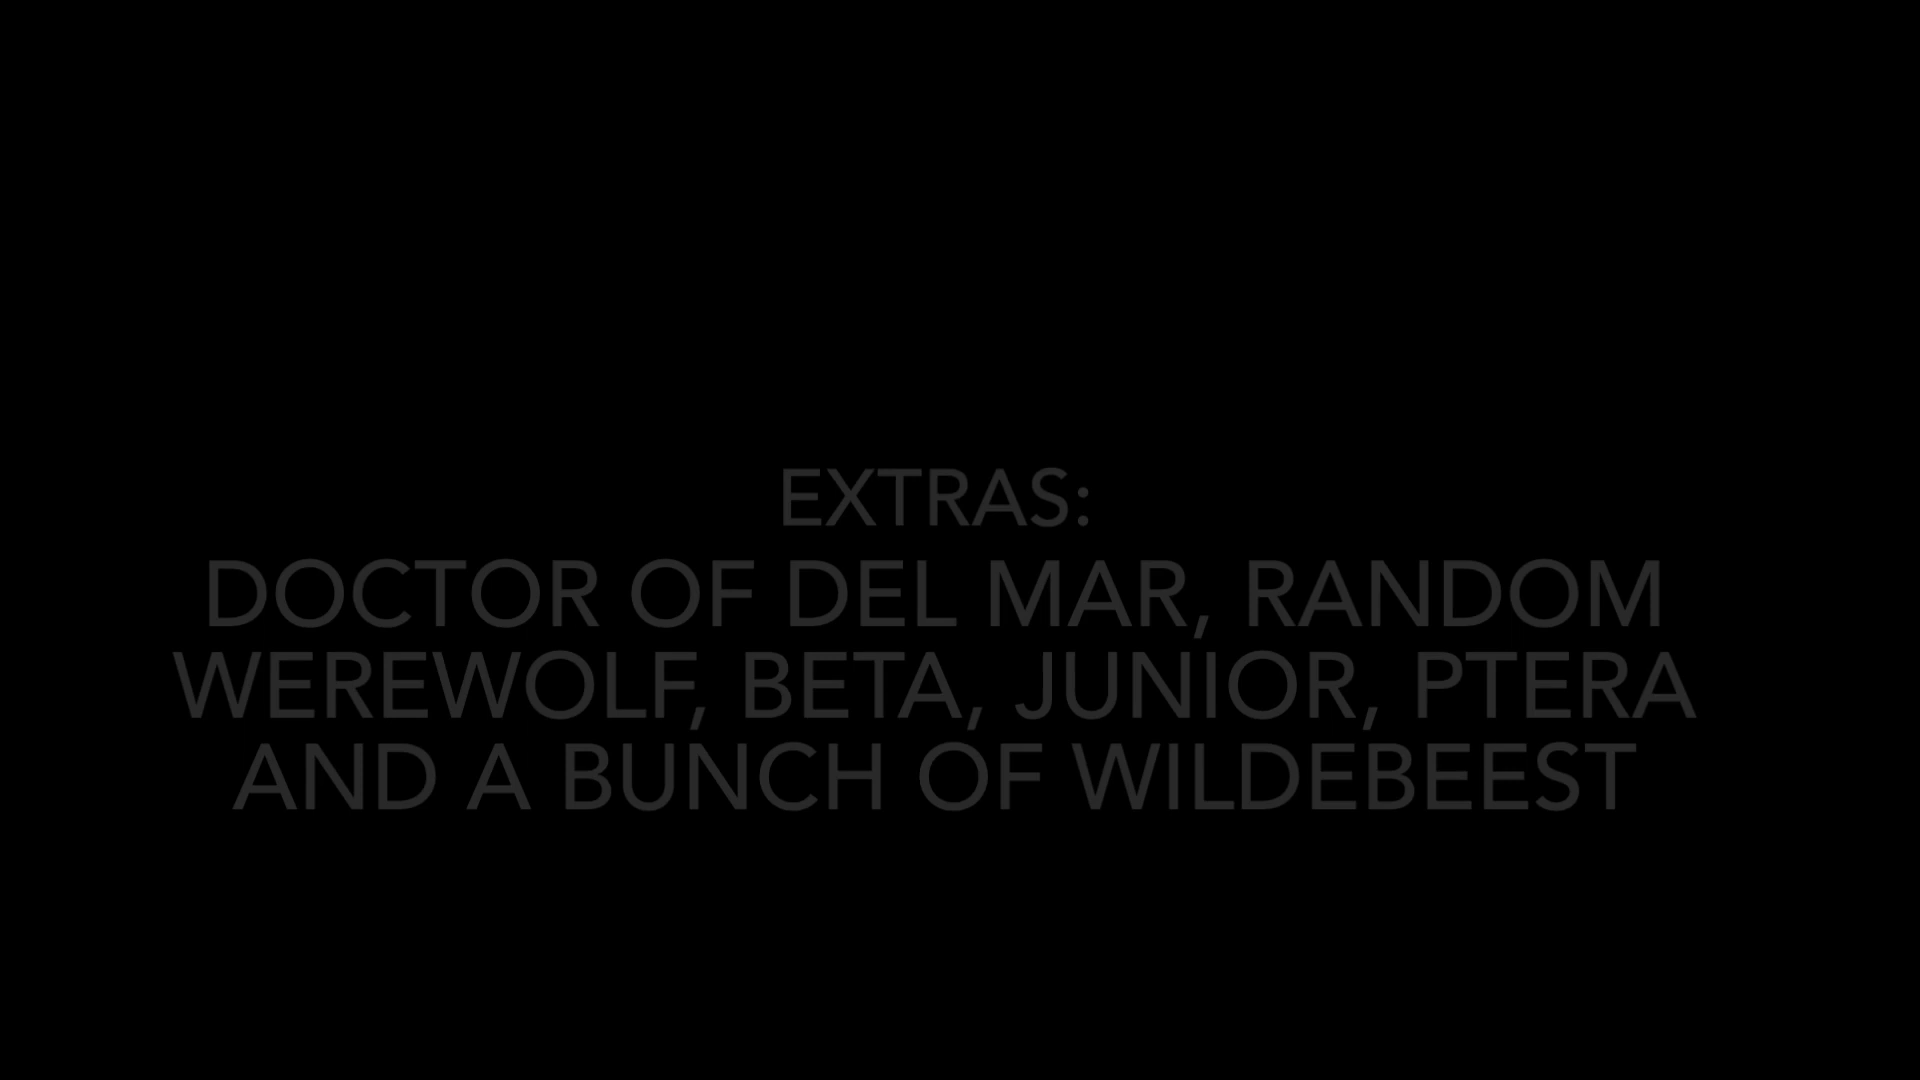 EXTRAS:
DOCTOR OF DEL MAR, RANDOM
WEREWOLF, BETA, JUNIOR, PTERA
AND A BUNCH OF WILDEBEEST